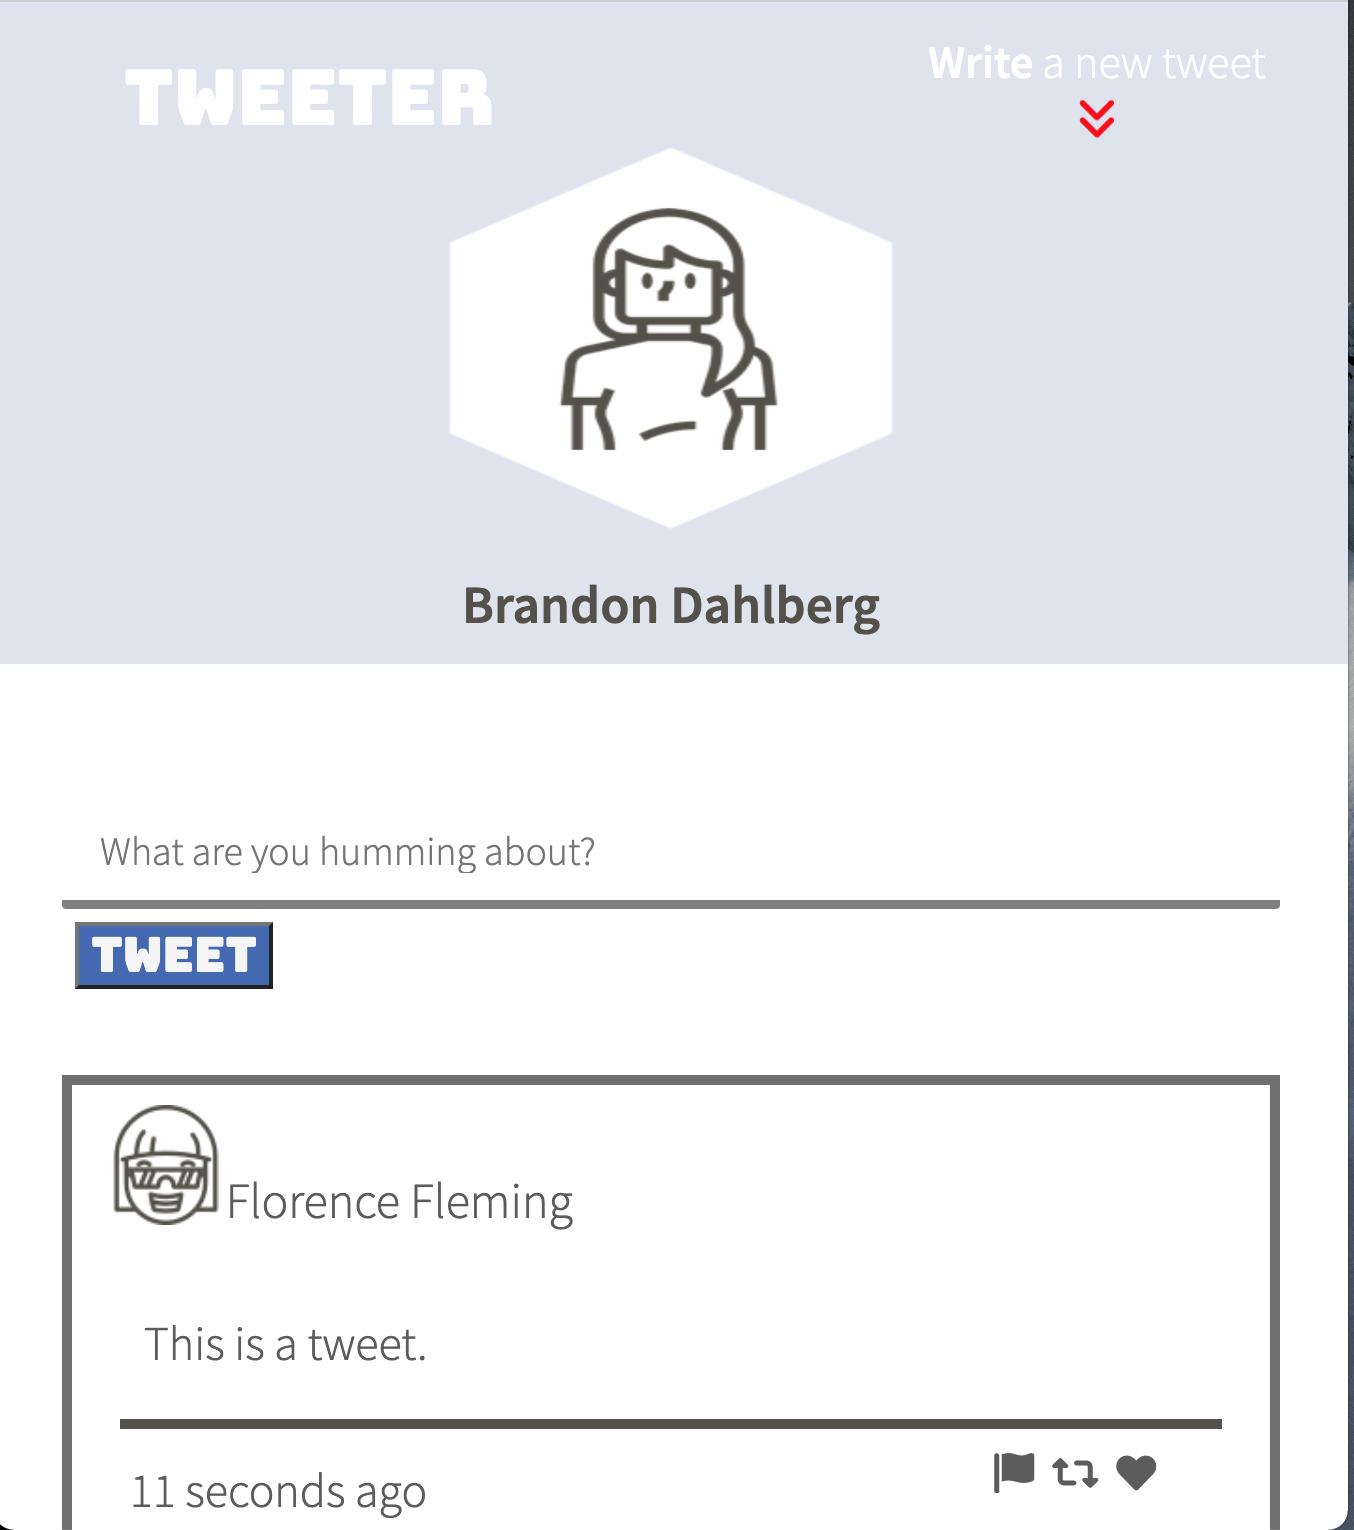 TWEETER
Write a new tweet
Brandon Dahlberg
What are you humming about?
TWEET
Florence Fleming
This is a tweet.
11 seconds ago